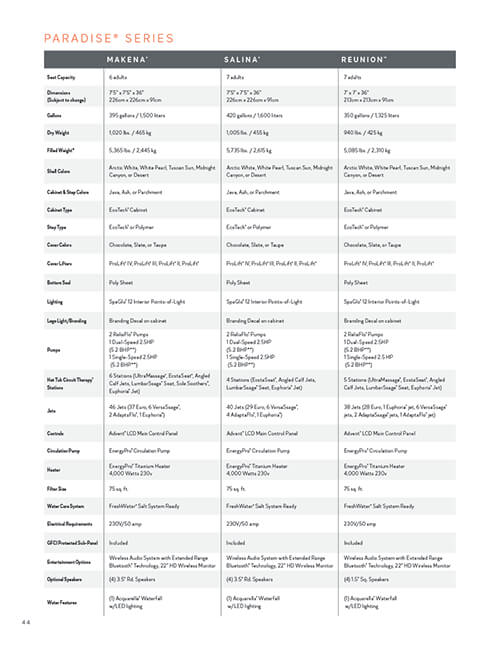 PARADISE® SERIES
MAKENA™ SALINA™ REUNION™
Seat Capacity 6 adults 7 adults 7 adults
Dimensions (Subject to change) 7'5" x 7'5" x 36" 7'5" x 7'5" x 36" 7' x 7' x 36"
226cm x 226cm x 91cm 226cm x 226cm x 91cm 213cm x 213cm x 91cm
Gallons 395 gallons / 1,500 liters 420 gallons / 1,600 liters 350 gallons / 1,325 liters
Dry Weight 1,020 lbs. / 465 kg 1,005 lbs. / 455 kg 940 lbs. / 425 kg
Filled Weight* 5,365 lbs. / 2,445 kg 5,735 lbs. / 2,615 kg 5,085 lbs. / 2,310 kg
Shell Colors Arctic White, White Pearl, Tuscan Sun, Midnight Arctic White, White Pearl, Tuscan Sun, Midnight Arctic White, White Pearl, Tuscan Sun, Midnight
Canyon, or Desert Canyon, or Desert Canyon, or Desert
Cabinet & Step Colors Java, Ash, or Parchment Java, Ash, or Parchment Java, Ash, or Parchment
Cabinet Type EcoTech® Cabinet EcoTech® Cabinet EcoTech® Cabinet
Step Type EcoTech® or Polymer EcoTech® or Polymer EcoTech® or Polymer
Cover Colors Chocolate, Slate, or Taupe Chocolate, Slate, or Taupe Chocolate, Slate, or Taupe
Cover Lifters ProLift® IV, ProLift® III, ProLift® II, ProLift® ProLift® IV, ProLift® III, ProLift® II, ProLift® ProLift® IV, ProLift® III, ProLift® II, ProLift®
Bottom Seal Poly Sheet Poly Sheet Poly Sheet
Lighting SpaGlo® 12 Interior Points-of-Light SpaGlo® 12 Interior Points-of-Light SpaGlo® 12 Interior Points-of-Light
Logo Light/Branding Branding Decal on cabinet Branding Decal on cabinet Branding Decal on cabinet
Pumps 2 ReliaFlo® Pumps 2 ReliaFlo® Pumps 2 ReliaFlo® Pumps
1 Dual-Speed 2.5HP 1 Dual-Speed 2.5HP 1 Dual-Speed 2.5HP
(5.2 BHP**) (5.2 BHP**) (5.2 BHP**)
1 Single-Speed 2.5HP 1 Single-Speed 2.5HP 1 Single-Speed 2.5 HP
(5.2 BHP**) (5.2 BHP**) (5.2 BHP**)
Hot Tub Circuit Therapy® Stations 6 Stations (UltraMassage®, EcstaSeat®, Angled 4 Stations (EcstaSeat®, Angled Calf Jets, 5 Stations (UltraMassage®, EcstaSeat®, Angled
Calf Jets, LumbarSsage™ Seat, Sole Soothers™, LumbarSsage™ Seat, Euphoria® Jet) Calf Jets, LumbarSsage™ Seat, Euphoria® Jet)
Euphoria® Jet)
Jets 46 Jets (37 Euro, 6 VersaSsage®, 40 Jets (29 Euro, 6 VersaSsage®, 38 Jets (28 Euro, 1 Euphoria® jet, 6 VersaSsage®
2 AdaptaFlo®, 1 Euphoria®) 4 AdaptaFlo®, 1 Euphoria®) jets, 2 AdaptaSsage® jets, 1 AdaptaFlo® jet)
Controls Advent® LCD Main Control Panel Advent® LCD Main Control Panel Advent® LCD Main Control Panel
Circulation Pump EnergyPro® Circulation Pump EnergyPro® Circulation Pump EnergyPro® Circulation Pump
Heater EnergyPro® Titanium Heater EnergyPro® Titanium Heater EnergyPro® Titanium Heater
4,000 Watts 230v 4,000 Watts 230v 4,000 Watts 230v
Filter Size 75 sq. ft. 75 sq. ft. 75 sq. ft.
Water Care System FreshWater® Salt System Ready FreshWater® Salt System Ready FreshWater® Salt System Ready
Electrical Requirements 230V/50 amp 230V/50 amp 230V/50 amp
GFCI Protected Sub-Panel Included Included Included
Entertainment Options Wireless Audio System with Extended Range Wireless Audio System with Extended Range Wireless Audio System with Extended Range
Bluetooth® Technology, 22" HD Wireless Monitor Bluetooth® Technology, 22" HD Wireless Monitor Bluetooth® Technology, 22" HD Wireless Monitor
Optional Speakers (4) 3.5" Rd. Speakers (4) 3.5" Rd. Speakers (4) 1.5" Sq. Speakers
Water Features (1) Acquarella® Waterfall (1) Acquarella® Waterfall (1) Acquarella® Waterfall
w/LED lighting w/LED lighting w/LED lighting
44